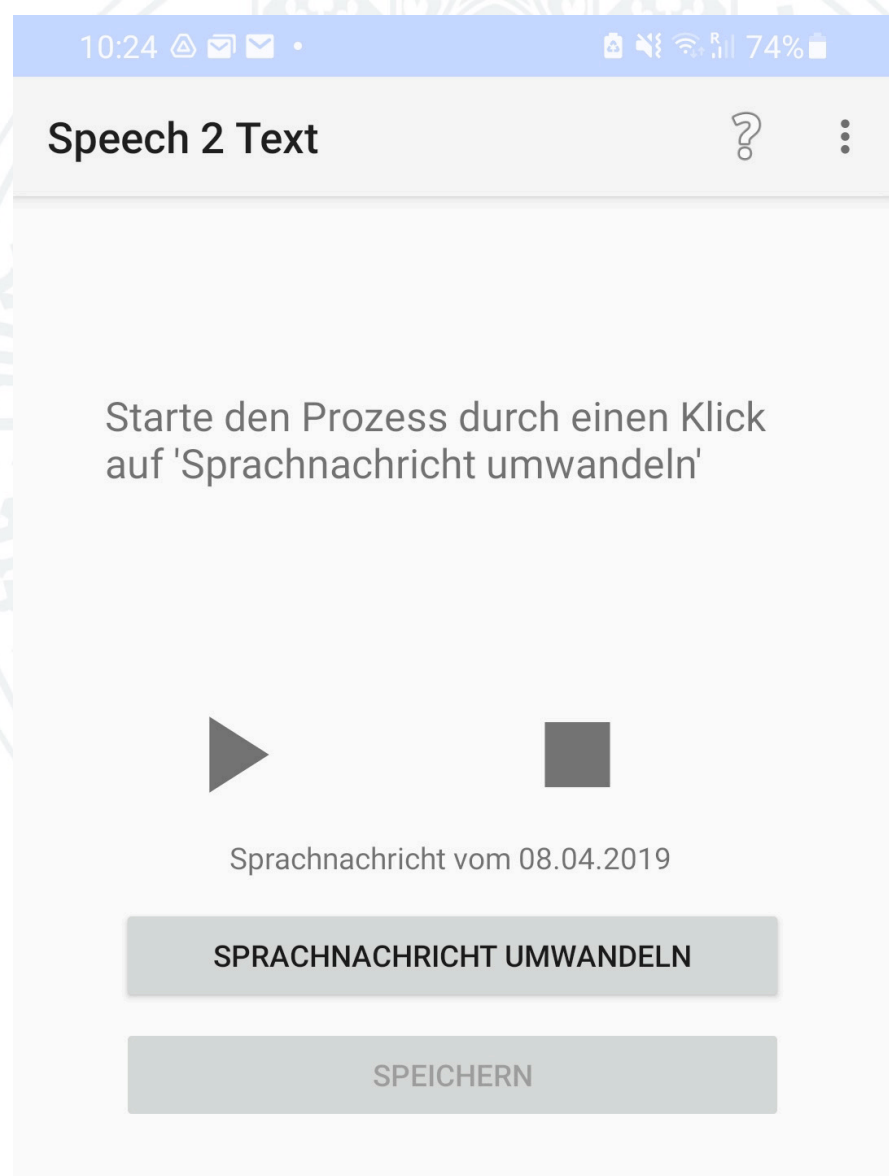 10:24 74%
Speech 2 Text
Starte den Prozess durch einen Klick
auf 'Sprachnachricht umwandeln'
Sprachnachricht vom 08.04.2019
SPRACHNACHRICHT UMWANDELN
SPEICHERN